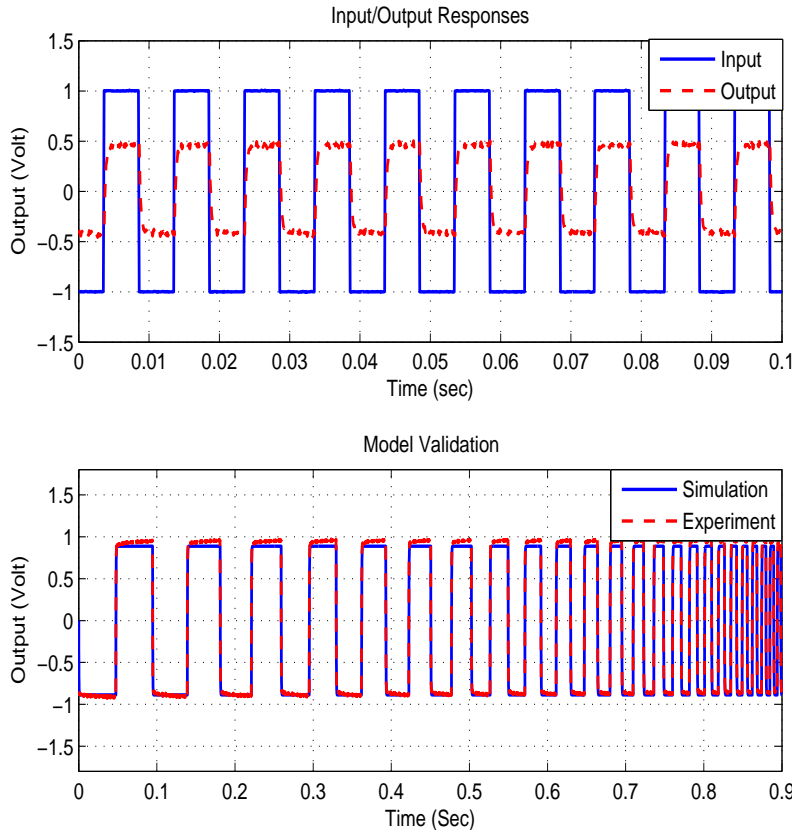 Input/Output Responses
1.5
1
0.5
0
−0.5
−1
−1.5
Output (Volt)
Input
Output
0 0.01 0.02 0.03 0.04 0.05 0.06 0.07 0.08 0.09 0.1
Time (sec)
Model Validation
1.5
1
0.5
0
−0.5
−1
−1.5
Output (Volt)
Simulation
Experiment
0 0.1 0.2 0.3 0.4 0.5 0.6 0.7 0.8 0.9
Time (Sec)